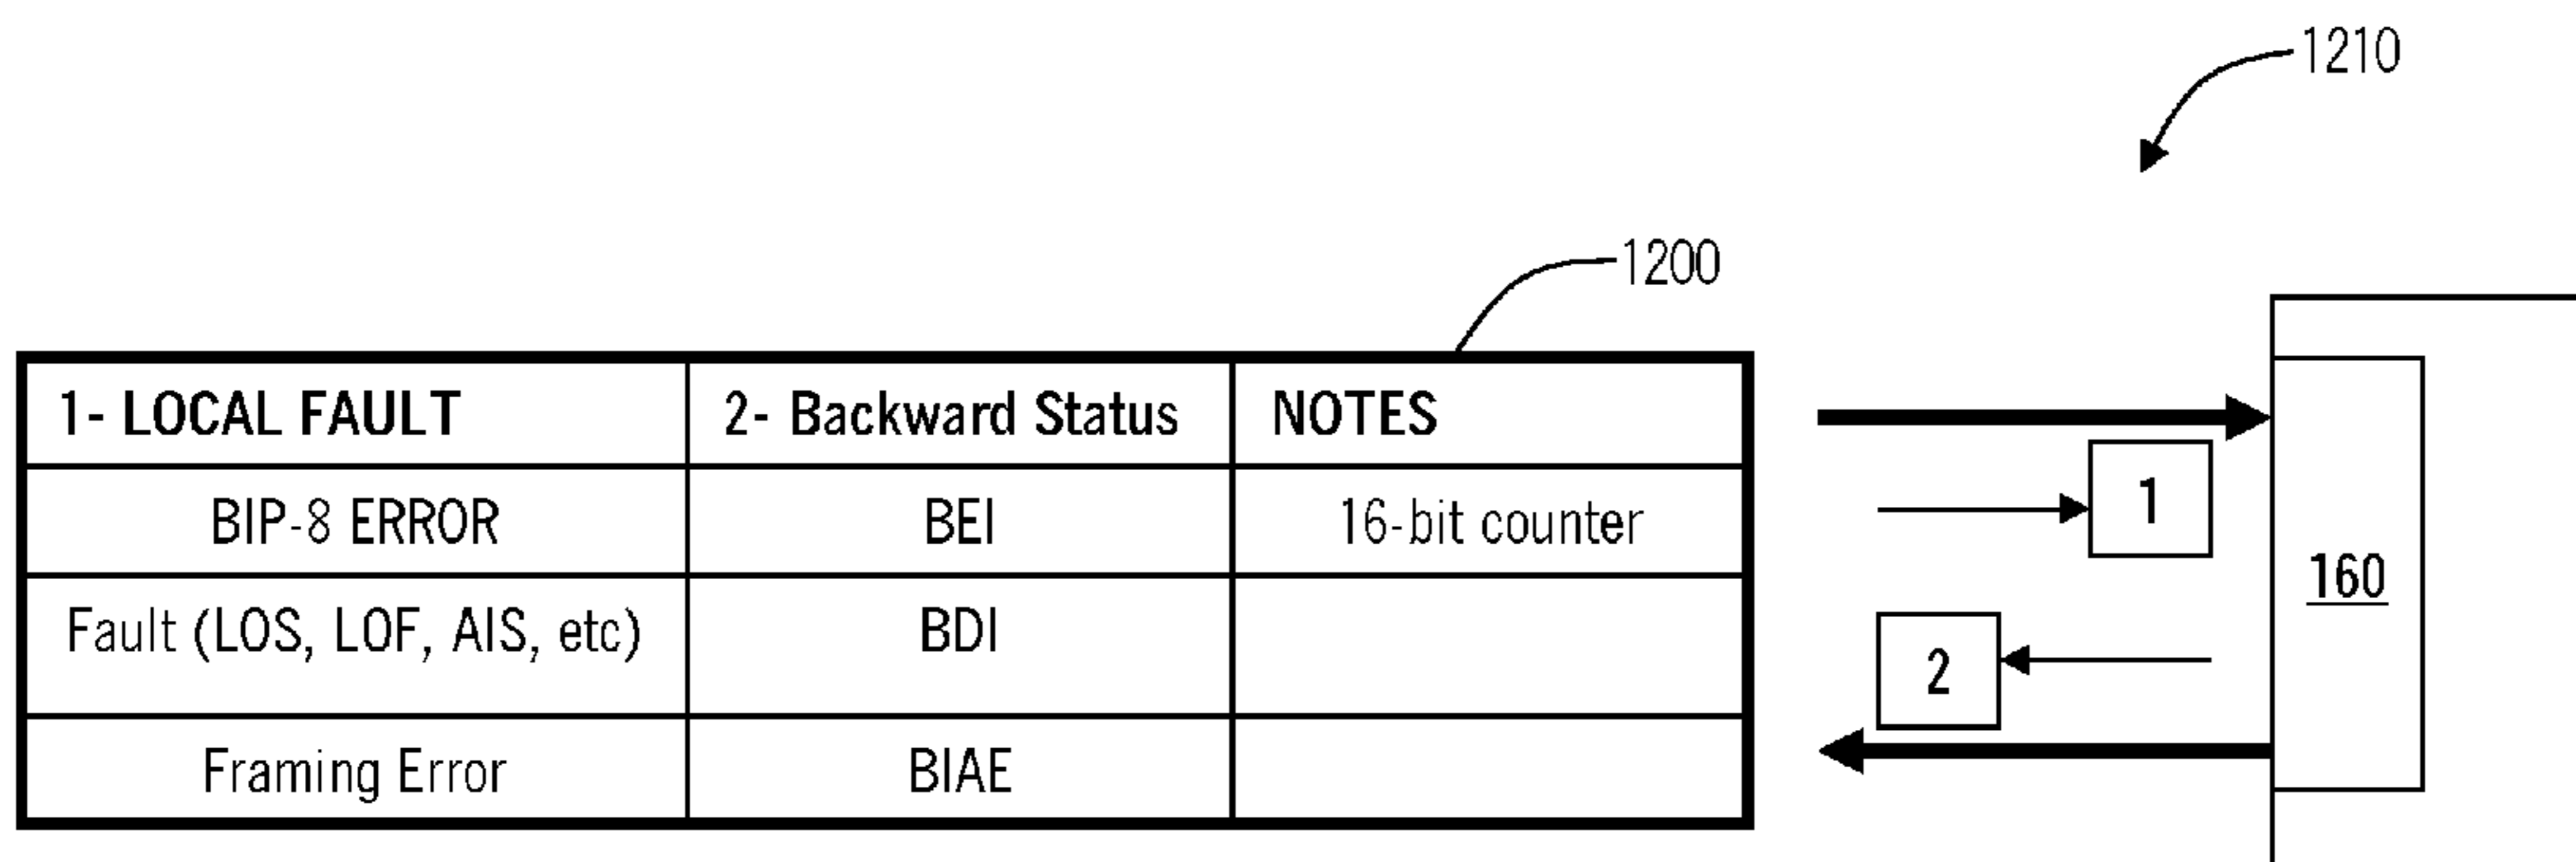 1210
1200
1- LOCAL FAULT 2- Backward Status NOTES
BIP-8 ERROR BEI 16-bit counter
Fault (LOS, LOF, AIS, etc) BDI
Framing Error BIAE
1
160
2